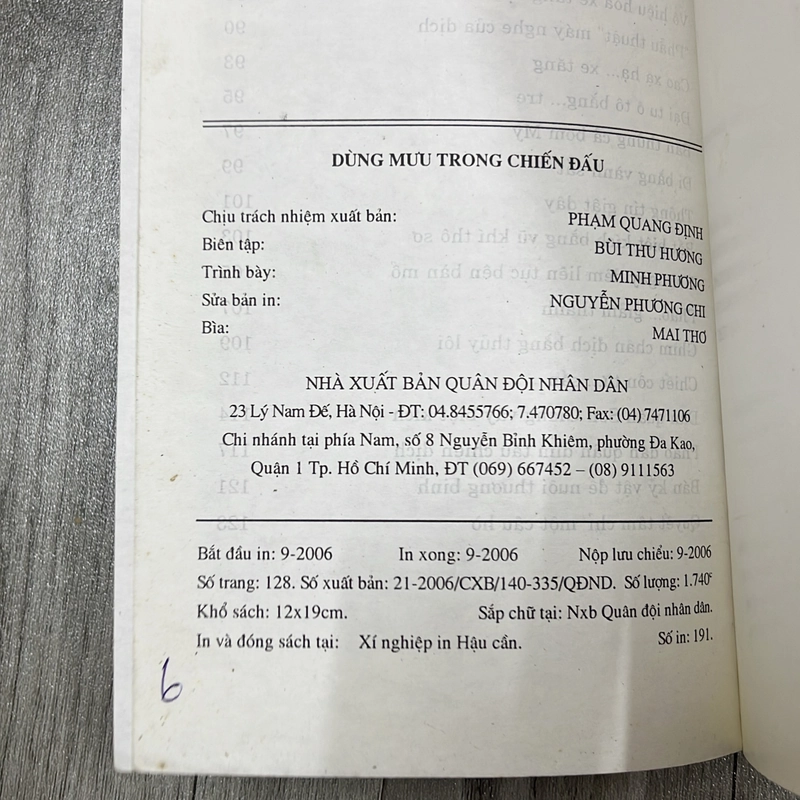 DÙNG MƯU TRONG CHIẾN ĐẤU
Chịu trách nhiệm xuất bản: PHẠM QUANG ĐỊNH
Biên tập: BÙI THU HƯƠNG
Trình bày: MINH PHƯƠNG
Sửa bản in: NGUYỄN PHƯƠNG CHI
Bìa: MAI THƠ
NHÀ XUẤT BẢN QUÂN ĐỘI NHÂN DÂN
23 Lý Nam Đế, Hà Nội - ĐT: 04.8455766; 7.470780; Fax: (04) 7471106
Chi nhánh tại phía Nam, số 8 Nguyễn Bỉnh Khiêm, phường Đa Kao,
Quận 1 Tp. Hồ Chí Minh, ĐT (069) 667452 – (08) 9111563
Bắt đầu in: 9-2006 In xong: 9-2006 Nộp lưu chiểu: 9-2006
Số trang: 128. Số xuất bản: 21-2006/CXB/140-335/QĐND. Số lượng: 1.740c
Khổ sách: 12x19cm. Sắp chữ tại: Nxb Quân đội nhân dân.
In và đóng sách tại: Xí nghiệp in Hậu cần. Số in: 191.
6